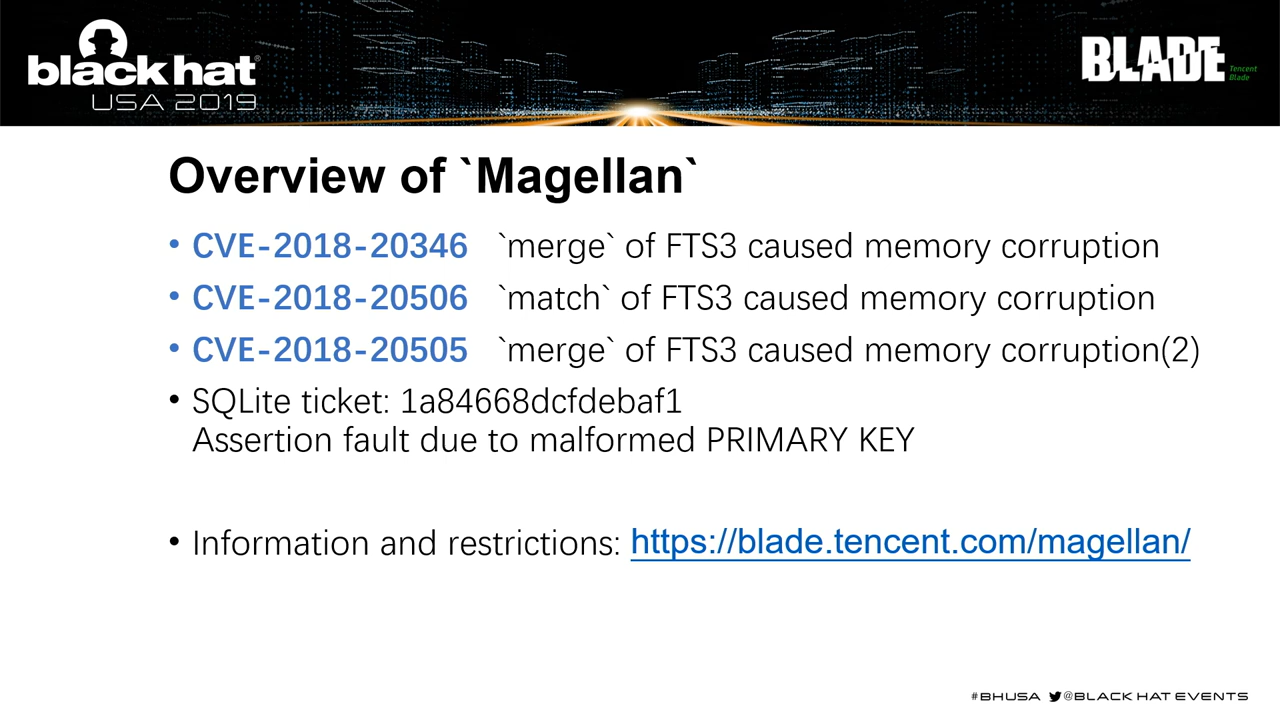 black hat®
USA 2019
BLADE
Tencent
Blade
Overview of `Magellan`
• CVE-2018-20346 `merge` of FTS3 caused memory corruption
• CVE-2018-20506 `match` of FTS3 caused memory corruption
• CVE-2018-20505 `merge` of FTS3 caused memory corruption(2)
• SQLite ticket: 1a84668dcfdebaf1
Assertion fault due to malformed PRIMARY KEY
• Information and restrictions: https://blade.tencent.com/magellan/
#BHUSA @BLACK HAT EVENTS